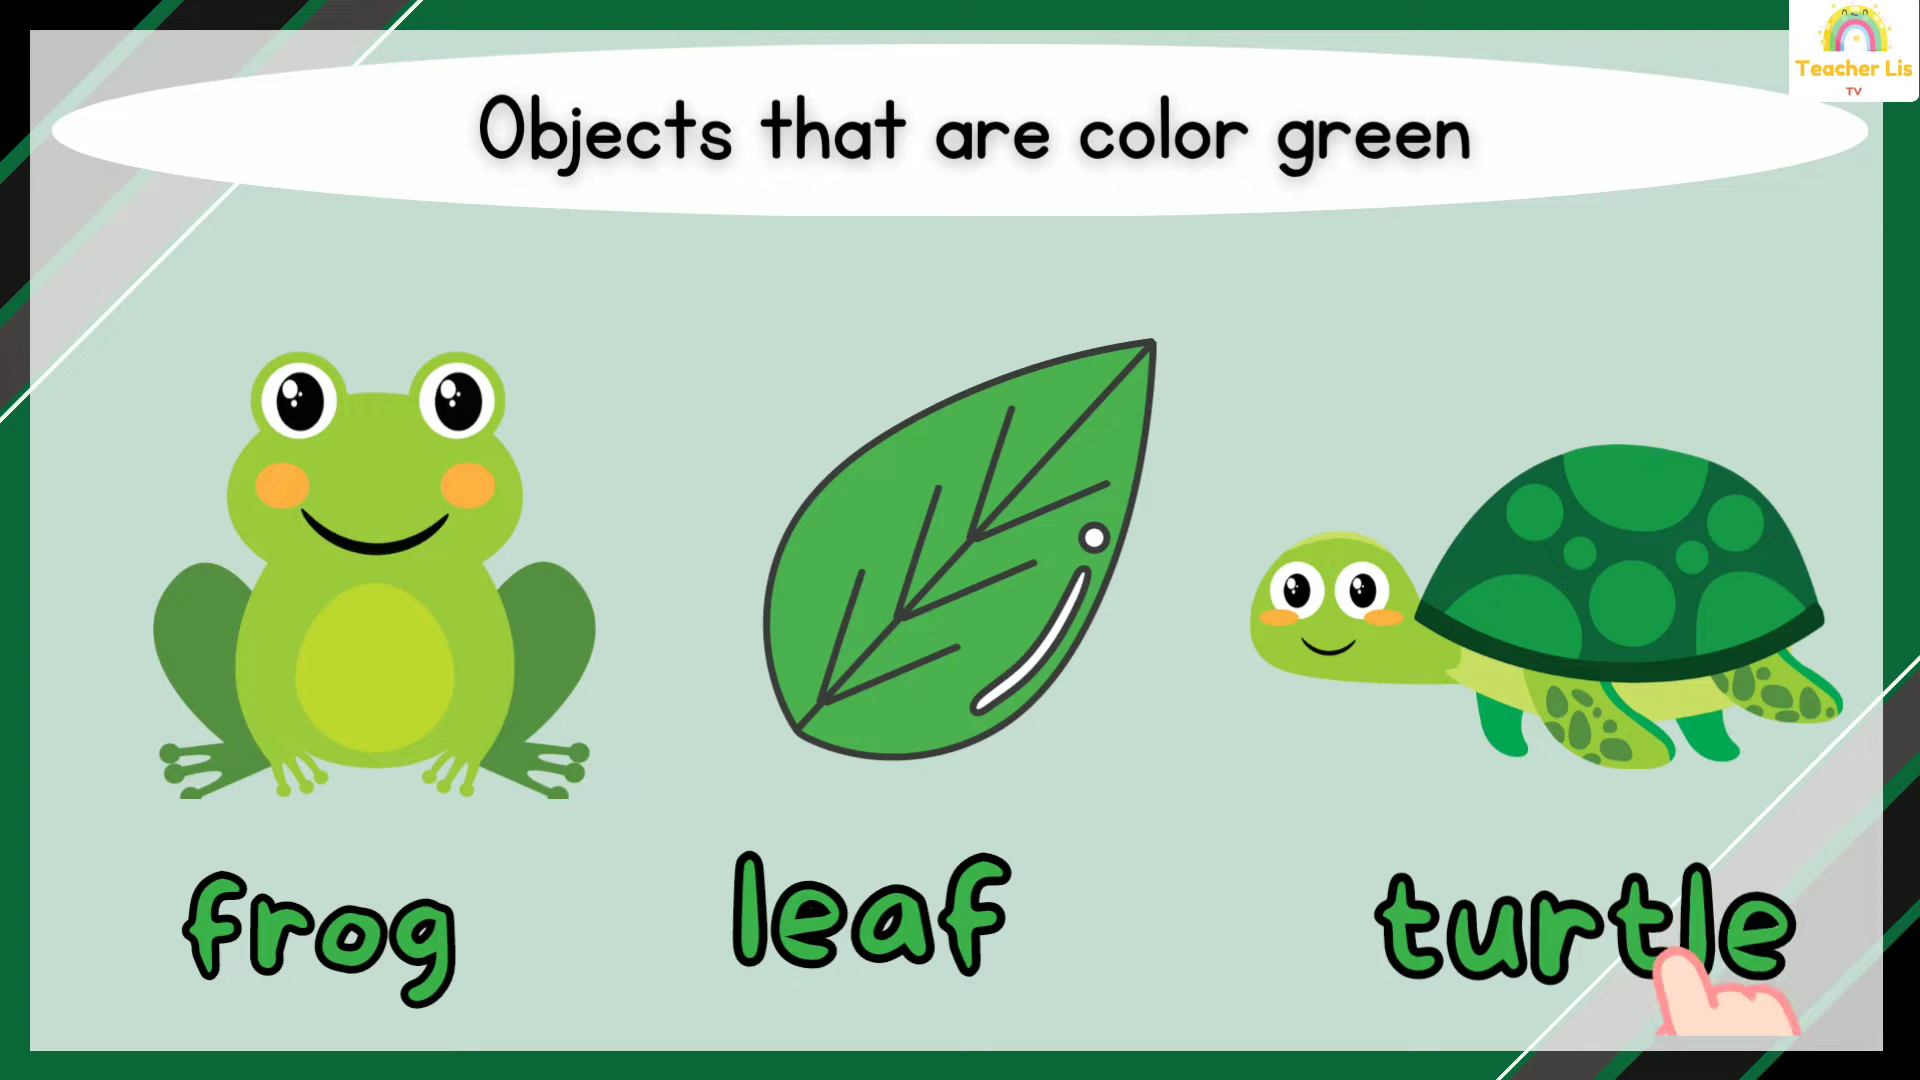 Objects that are color green
Teacher Lis
TV
frog
leaf
turtle